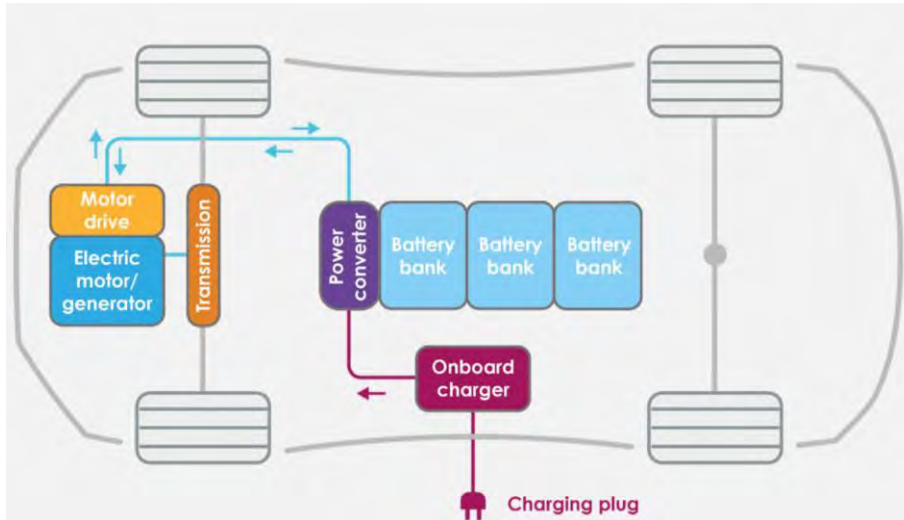 Motor
drive
Electric
motor/
generator
Transmission
Power
converter
Battery
bank
Battery
bank
Battery
bank
Onboard
charger
Charging plug